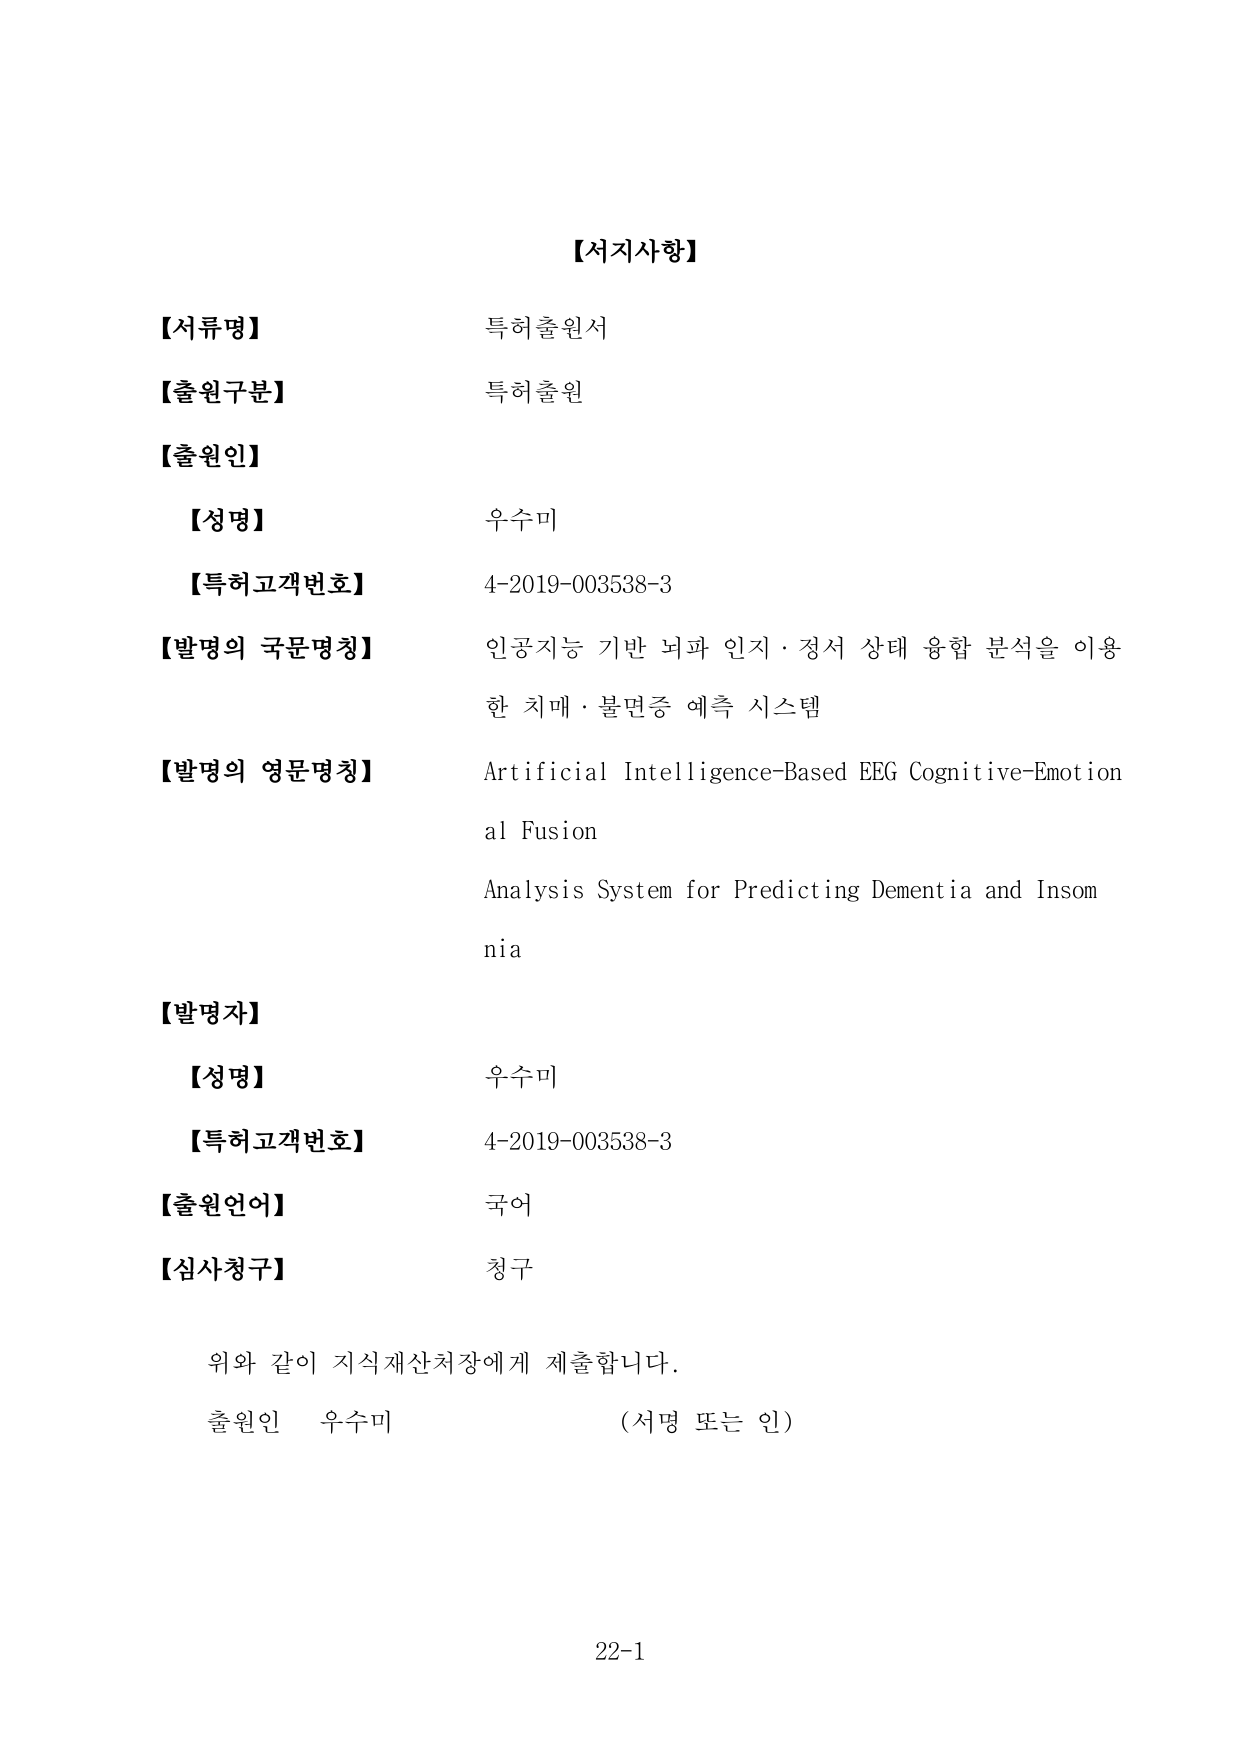 【서지사항】
【서류명】 특허출원서
【출원구분】 특허출원
【출원인】
【성명】 우수미
【특허고객번호】 4-2019-003538-3
【발명의 국문명칭】 인공지능 기반 뇌파 인지·정서 상태 융합 분석을 이용
한 치매·불면증 예측 시스템
【발명의 영문명칭】 Artificial Intelligence-Based EEG Cognitive-Emotion
al Fusion
Analysis System for Predicting Dementia and Insom
nia
【발명자】
【성명】 우수미
【특허고객번호】 4-2019-003538-3
【출원언어】 국어
【심사청구】 청구
위와 같이 지식재산처장에게 제출합니다.
출원인 우수미 (서명 또는 인)
22-1